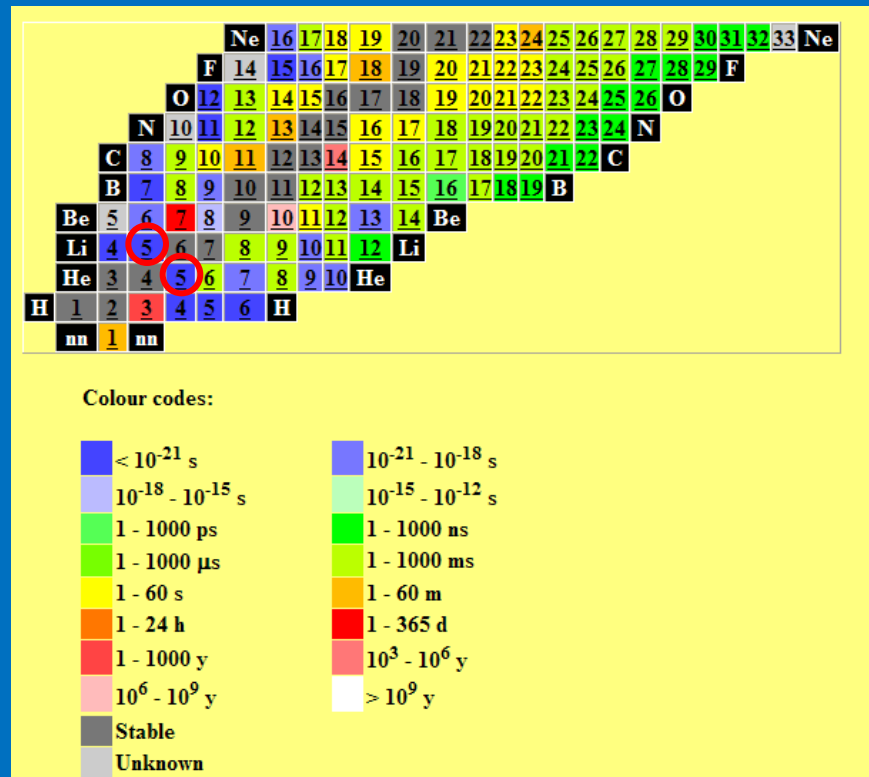 Ne 16 17 18 19 20 21 22 23 24 25 26 27 28 29 30 31 32 33 Ne
F 14 15 16 17 18 19 20 21 22 23 24 25 26 27 28 29 F
O 12 13 14 15 16 17 18 19 20 21 22 23 24 25 26 O
N 10 11 12 13 14 15 16 17 18 19 20 21 22 23 24 N
C 8 9 10 11 12 13 14 15 16 17 18 19 20 21 22 C
B 7 8 9 10 11 12 13 14 15 16 17 18 19 B
Be 5 6 7 8 9 10 11 12 13 14 Be
Li 4 5 6 7 8 9 10 11 12 Li
He 3 4 5 6 7 8 9 10 He
H 1 2 3 4 5 6 H
nn 1 nn
Colour codes:
< 10⁻²¹ s 10⁻²¹ - 10⁻¹⁸ s
10⁻¹⁸ - 10⁻¹⁵ s 10⁻¹⁵ - 10⁻¹² s
1 - 1000 ps 1 - 1000 ns
1 - 1000 μs 1 - 1000 ms
1 - 60 s 1 - 60 m
1 - 24 h 1 - 365 d
1 - 1000 y 10³ - 10⁶ y
10⁶ - 10⁹ y > 10⁹ y
Stable
Unknown